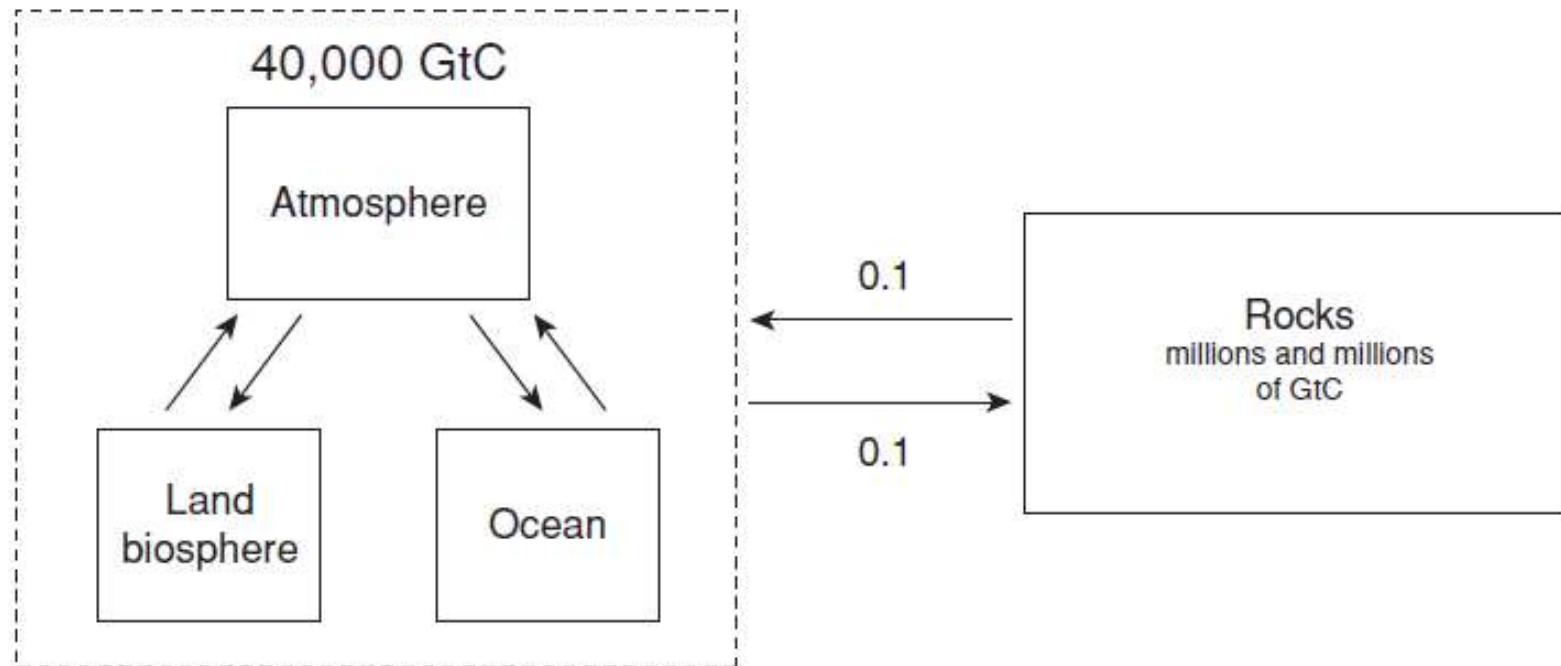 40,000 GtC
Atmosphere
Land
biosphere
Ocean
0.1
0.1
Rocks
millions and millions
of GtC